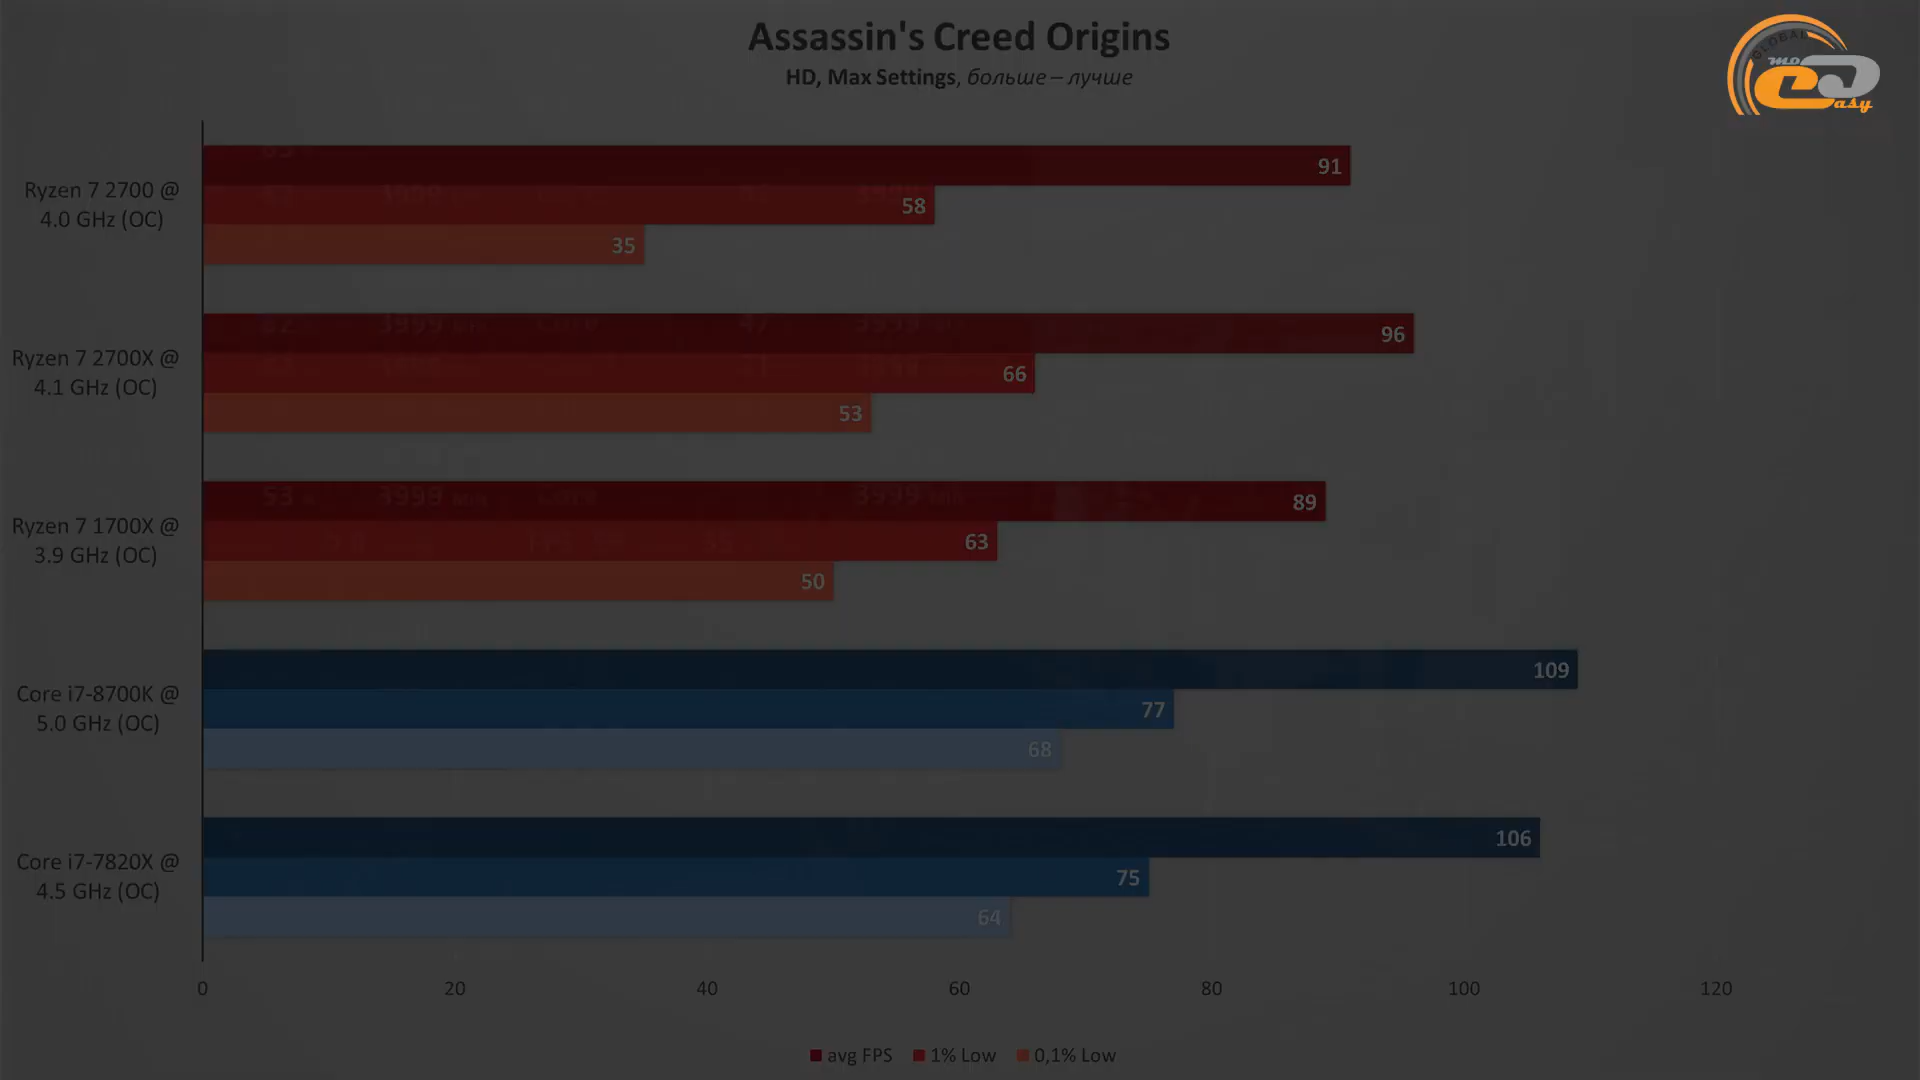 Assassin's Creed Origins
HD, Max Settings, больше – лучше
GLOBAL
mo
easy
Ryzen 7 2700 @
4.0 GHz (OC)
91
58
35
Ryzen 7 2700X @
4.1 GHz (OC)
96
66
53
Ryzen 7 1700X @
3.9 GHz (OC)
89
63
50
Core i7-8700K @
5.0 GHz (OC)
109
77
68
Core i7-7820X @
4.5 GHz (OC)
106
75
64
0 20 40 60 80 100 120
avg FPS 1% Low 0,1% Low